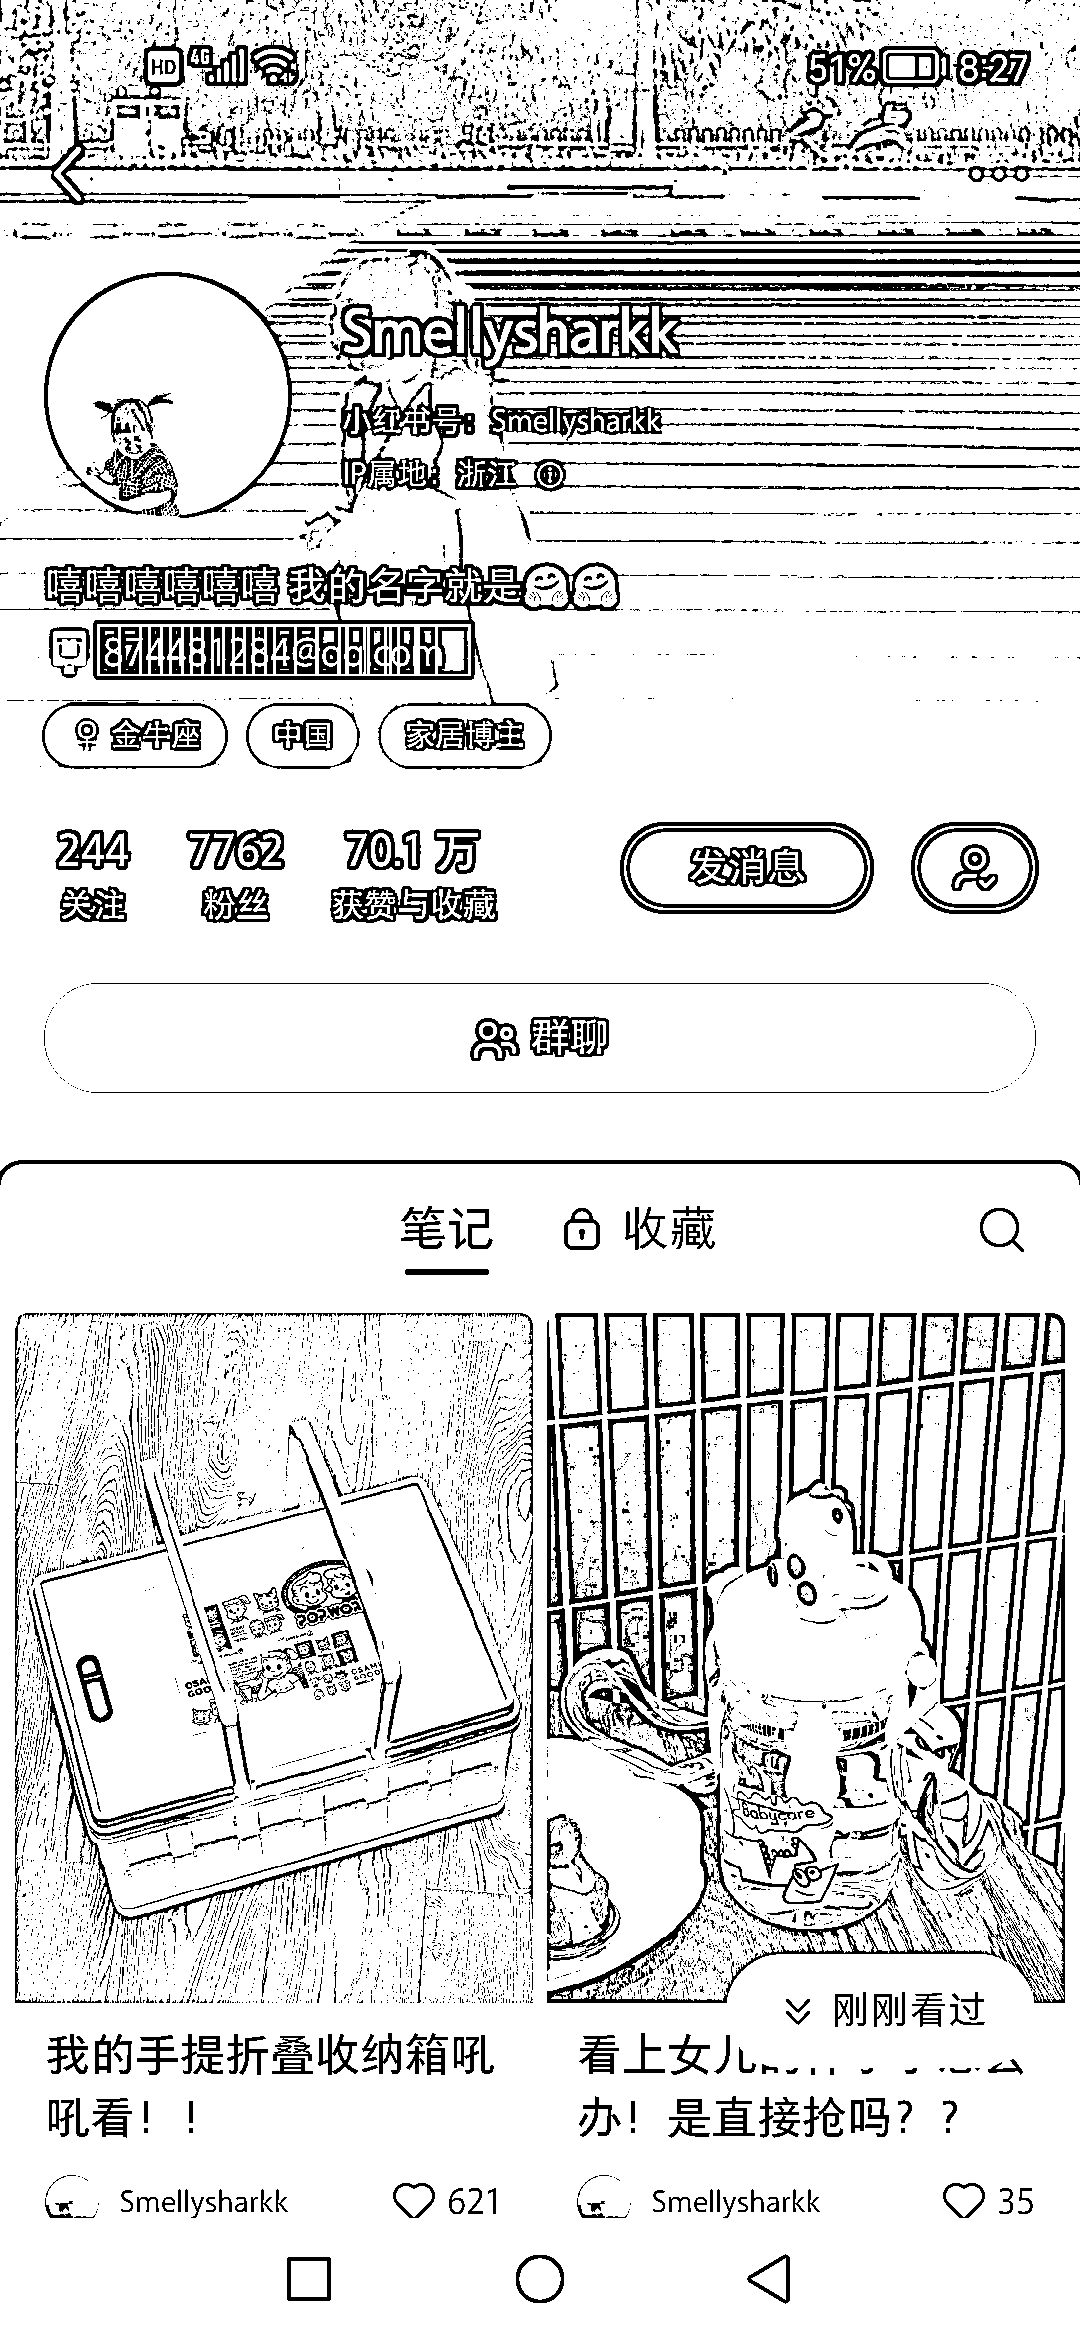 HD 4G 51% 8:27
Smellysharkk
小红书号：Smellysharkk
IP属地：浙江
嘻嘻嘻嘻嘻嘻 我的名字就是
874481284@qq.com
金牛座 中国 家居博主
244 7762 70.1 万
关注 粉丝 获赞与收藏
发消息
群聊
笔记 收藏
POPWOR
Babycare
刚刚看过
我的手提折叠收纳箱吼
吼看！！
看上女儿
办！是直接抢吗？？
Smellysharkk 621
Smellysharkk 35